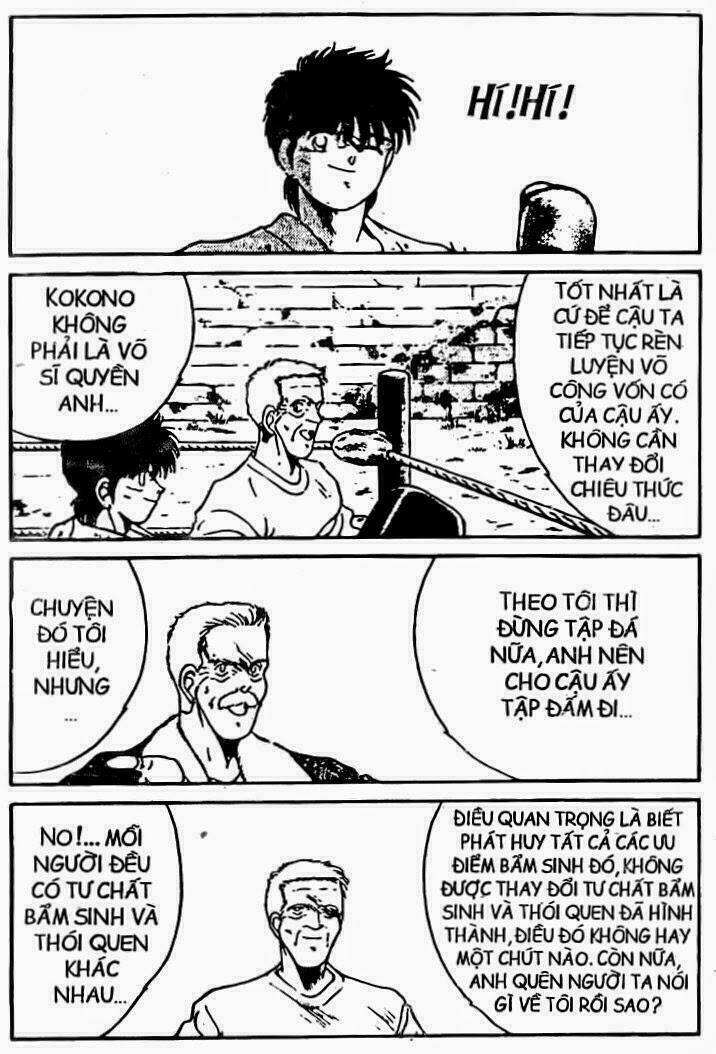 HÍ!HÍ!
KOKONO
KHÔNG
PHẢI LÀ VÕ
SĨ QUYỀN
ANH...
TỐT NHẤT LÀ
CỨ ĐỂ CẬU TA
TIẾP TỤC RÈN
LUYỆN VÕ
CÔNG VỐN CÓ
CỦA CẬU ẤY.
KHÔNG CẦN
THAY ĐỔI
CHIÊU THỨC
ĐÂU...
CHUYỆN
ĐÓ TÔI
HIỂU,
NHƯNG
...
THEO TÔI THÌ
ĐỪNG TẬP ĐÁ
NỮA, ANH NÊN
CHO CẬU ẤY
TẬP ĐẤM ĐI...
NO!... MỖI
NGƯỜI ĐỀU
CÓ TƯ CHẤT
BẨM SINH VÀ
THÓI QUEN
KHÁC
NHAU...
ĐIỀU QUAN TRỌNG LÀ BIẾT
PHÁT HUY TẤT CẢ CÁC ƯU
ĐIỂM BẨM SINH ĐÓ, KHÔNG
ĐƯỢC THAY ĐỔI TƯ CHẤT BẨM
SINH VÀ THÓI QUEN ĐÃ HÌNH
THÀNH, ĐIỀU ĐÓ KHÔNG HAY
MỘT CHÚT NÀO. CÒN NỮA,
ANH QUÊN NGƯỜI TA NÓI
GÌ VỀ TÔI RỒI SAO?